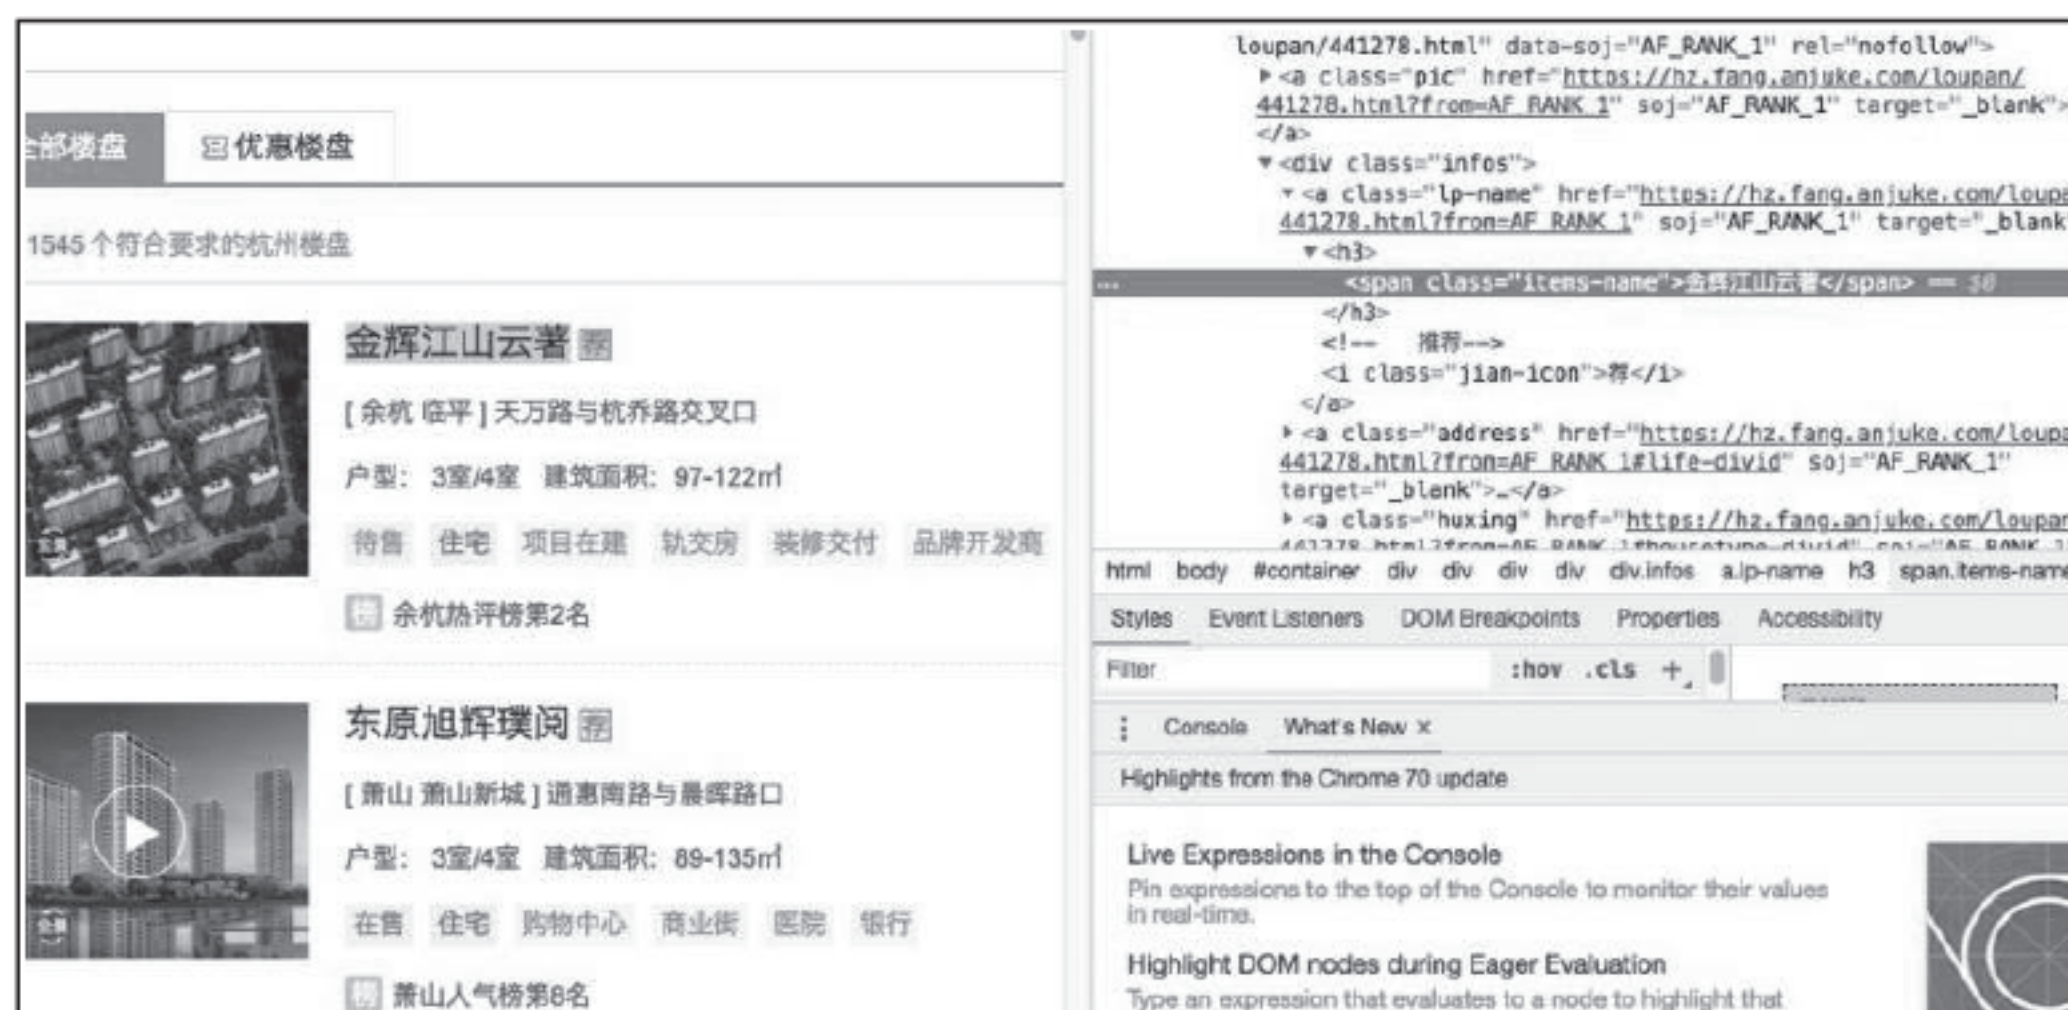 全部楼盘 优惠楼盘
1545个符合要求的杭州楼盘
金辉江山云著 荐
[ 余杭 临平 ] 天万路与杭乔路交叉口
户型： 3室/4室 建筑面积：97-122㎡
待售 住宅 项目在建 轨交房 装修交付 品牌开发商
余杭热评榜第2名
东原旭辉璞阅 荐
[ 萧山 萧山新城 ] 通惠南路与晨晖路口
户型： 3室/4室 建筑面积：89-135㎡
在售 住宅 购物中心 商业街 医院 银行
萧山人气榜第8名
loupan/441278.html" data-soj="AF_RANK_1" rel="nofollow">
▶<a class="pic" href="https://hz.fang.anjuke.com/loupan/
441278.html?from=AF_RANK_1" soj="AF_RANK_1" target="_blank">
</a>
▼<div class="infos">
▼<a class="lp-name" href="https://hz.fang.anjuke.com/loupa
441278.html?from=AF_RANK_1" soj="AF_RANK_1" target="_blank
▼<h3>
… <span class="items-name">金辉江山云著</span> == $0
</h3>
<!-- 推荐-->
<i class="jian-icon">荐</i>
</a>
▶<a class="address" href="https://hz.fang.anjuke.com/loupa
441278.html?from=AF_RANK_1#life-divid" soj="AF_RANK_1"
target="_blank">…</a>
▶<a class="huxing" href="https://hz.fang.anjuke.com/loupan
441278.html?from=AF_RANK_1#housetype-divid" soj="AF_RANK_1
html body #container div div div div div.infos a.lp-name h3 span.items-name
Styles Event Listeners DOM Breakpoints Properties Accessibility
Filter :hov .cls +
Console What's New ×
Highlights from the Chrome 70 update
Live Expressions in the Console
Pin expressions to the top of the Console to monitor their values
in real-time.
Highlight DOM nodes during Eager Evaluation
Type an expression that evaluates to a node to highlight that